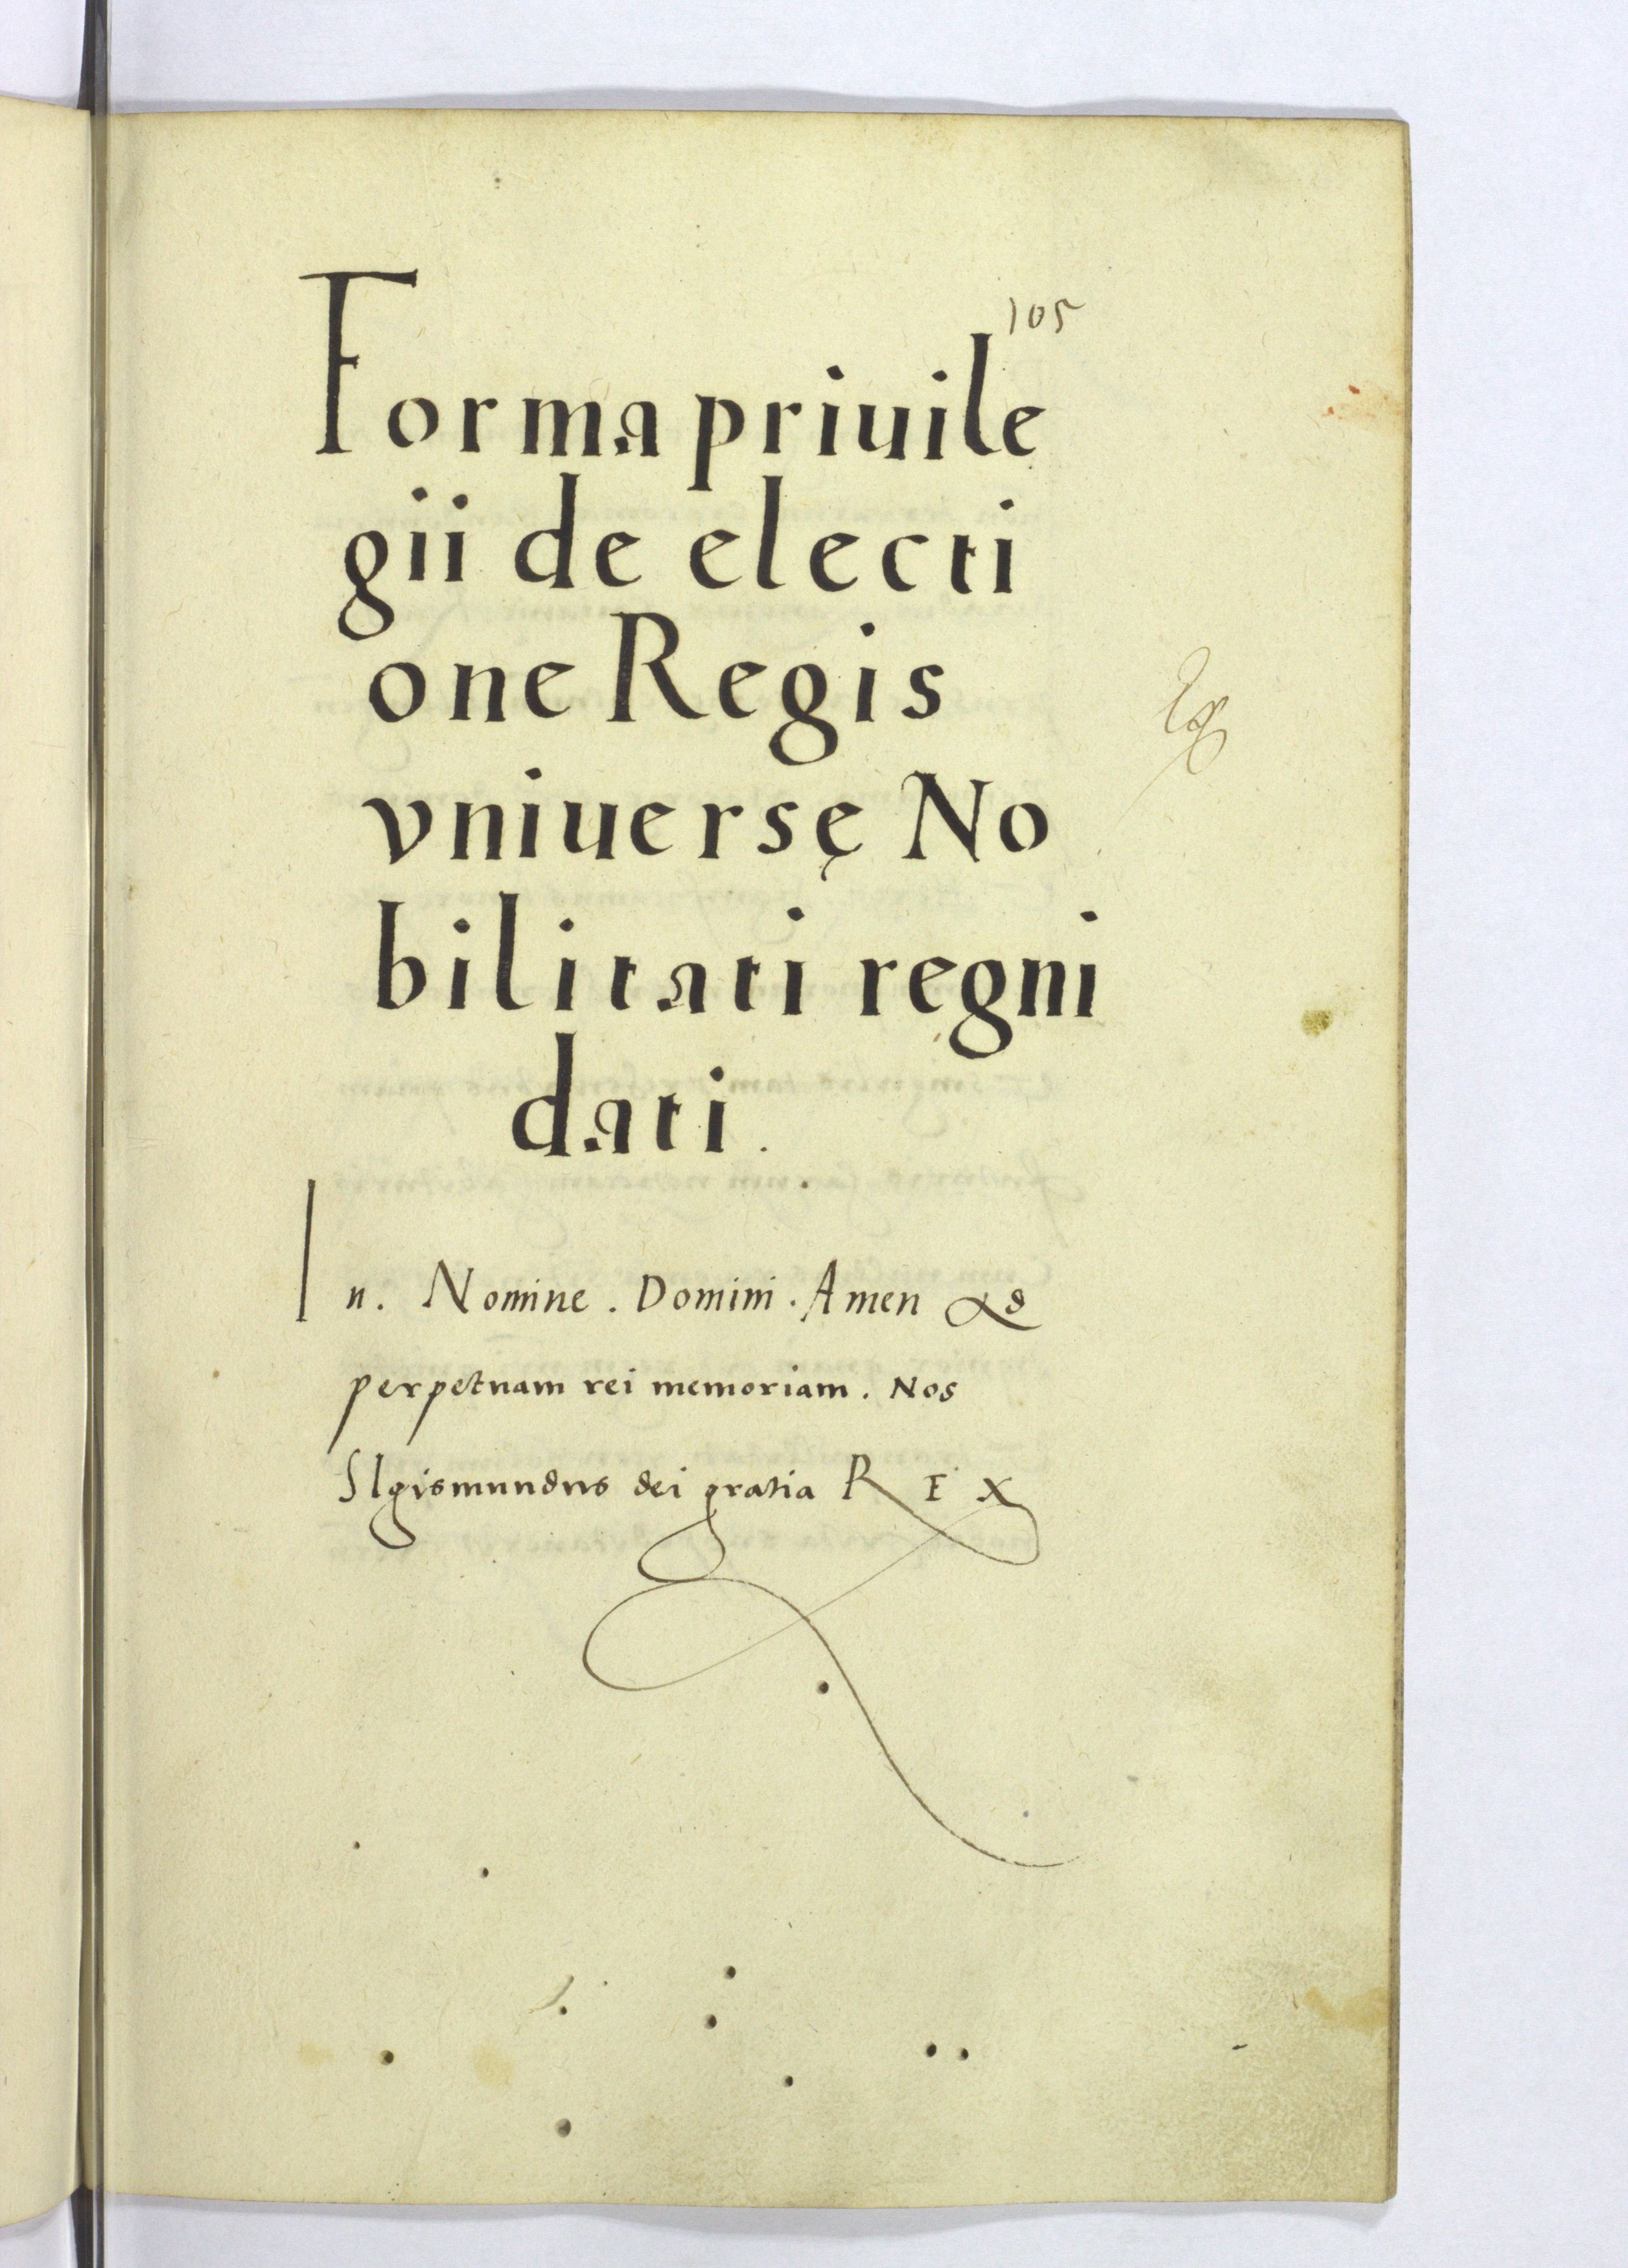 105
Forma priuile
gii de electi
one Regis
vniuersę No
bilitati regni
dati.
In. Nomine. Domini. Amen Ad
perpetuam rei memoriam. Nos
SIgismundus dei gratia REX